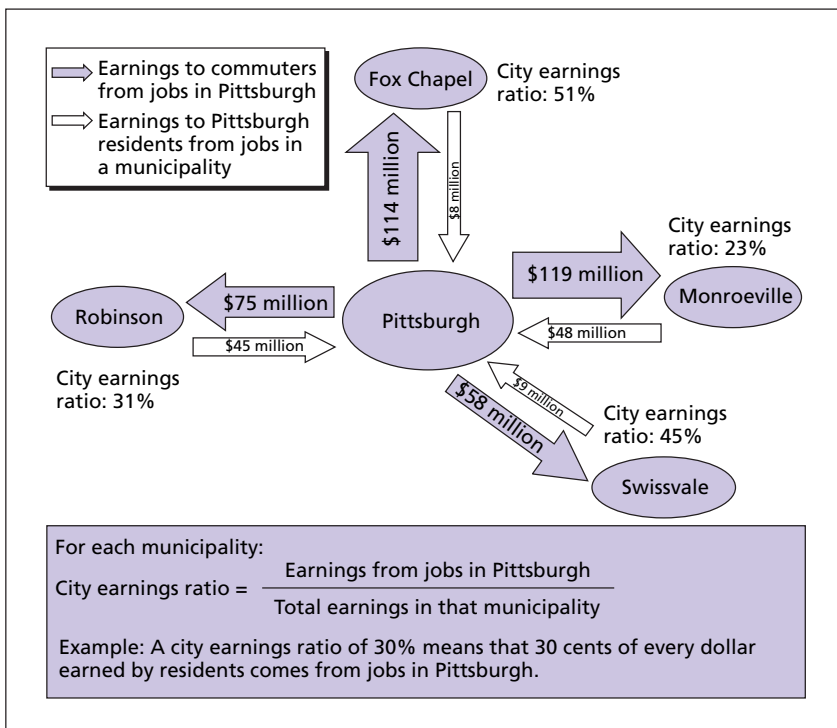 Earnings to commuters
from jobs in Pittsburgh
Earnings to Pittsburgh
residents from jobs in
a municipality
Fox Chapel
City earnings
ratio: 51%
$114 million
$8 million
City earnings
ratio: 23%
$119 million
Monroeville
$75 million
Robinson
Pittsburgh
$48 million
$45 million
City earnings
ratio: 31%
$9 million
$58 million
City earnings
ratio: 45%
Swissvale
For each municipality:
City earnings ratio =
Earnings from jobs in Pittsburgh
Total earnings in that municipality
Example: A city earnings ratio of 30% means that 30 cents of every dollar
earned by residents comes from jobs in Pittsburgh.